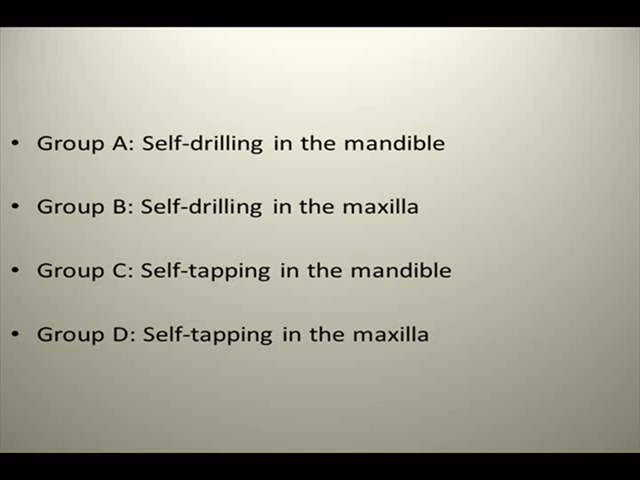 • Group A: Self-drilling in the mandible
• Group B: Self-drilling in the maxilla
• Group C: Self-tapping in the mandible
• Group D: Self-tapping in the maxilla